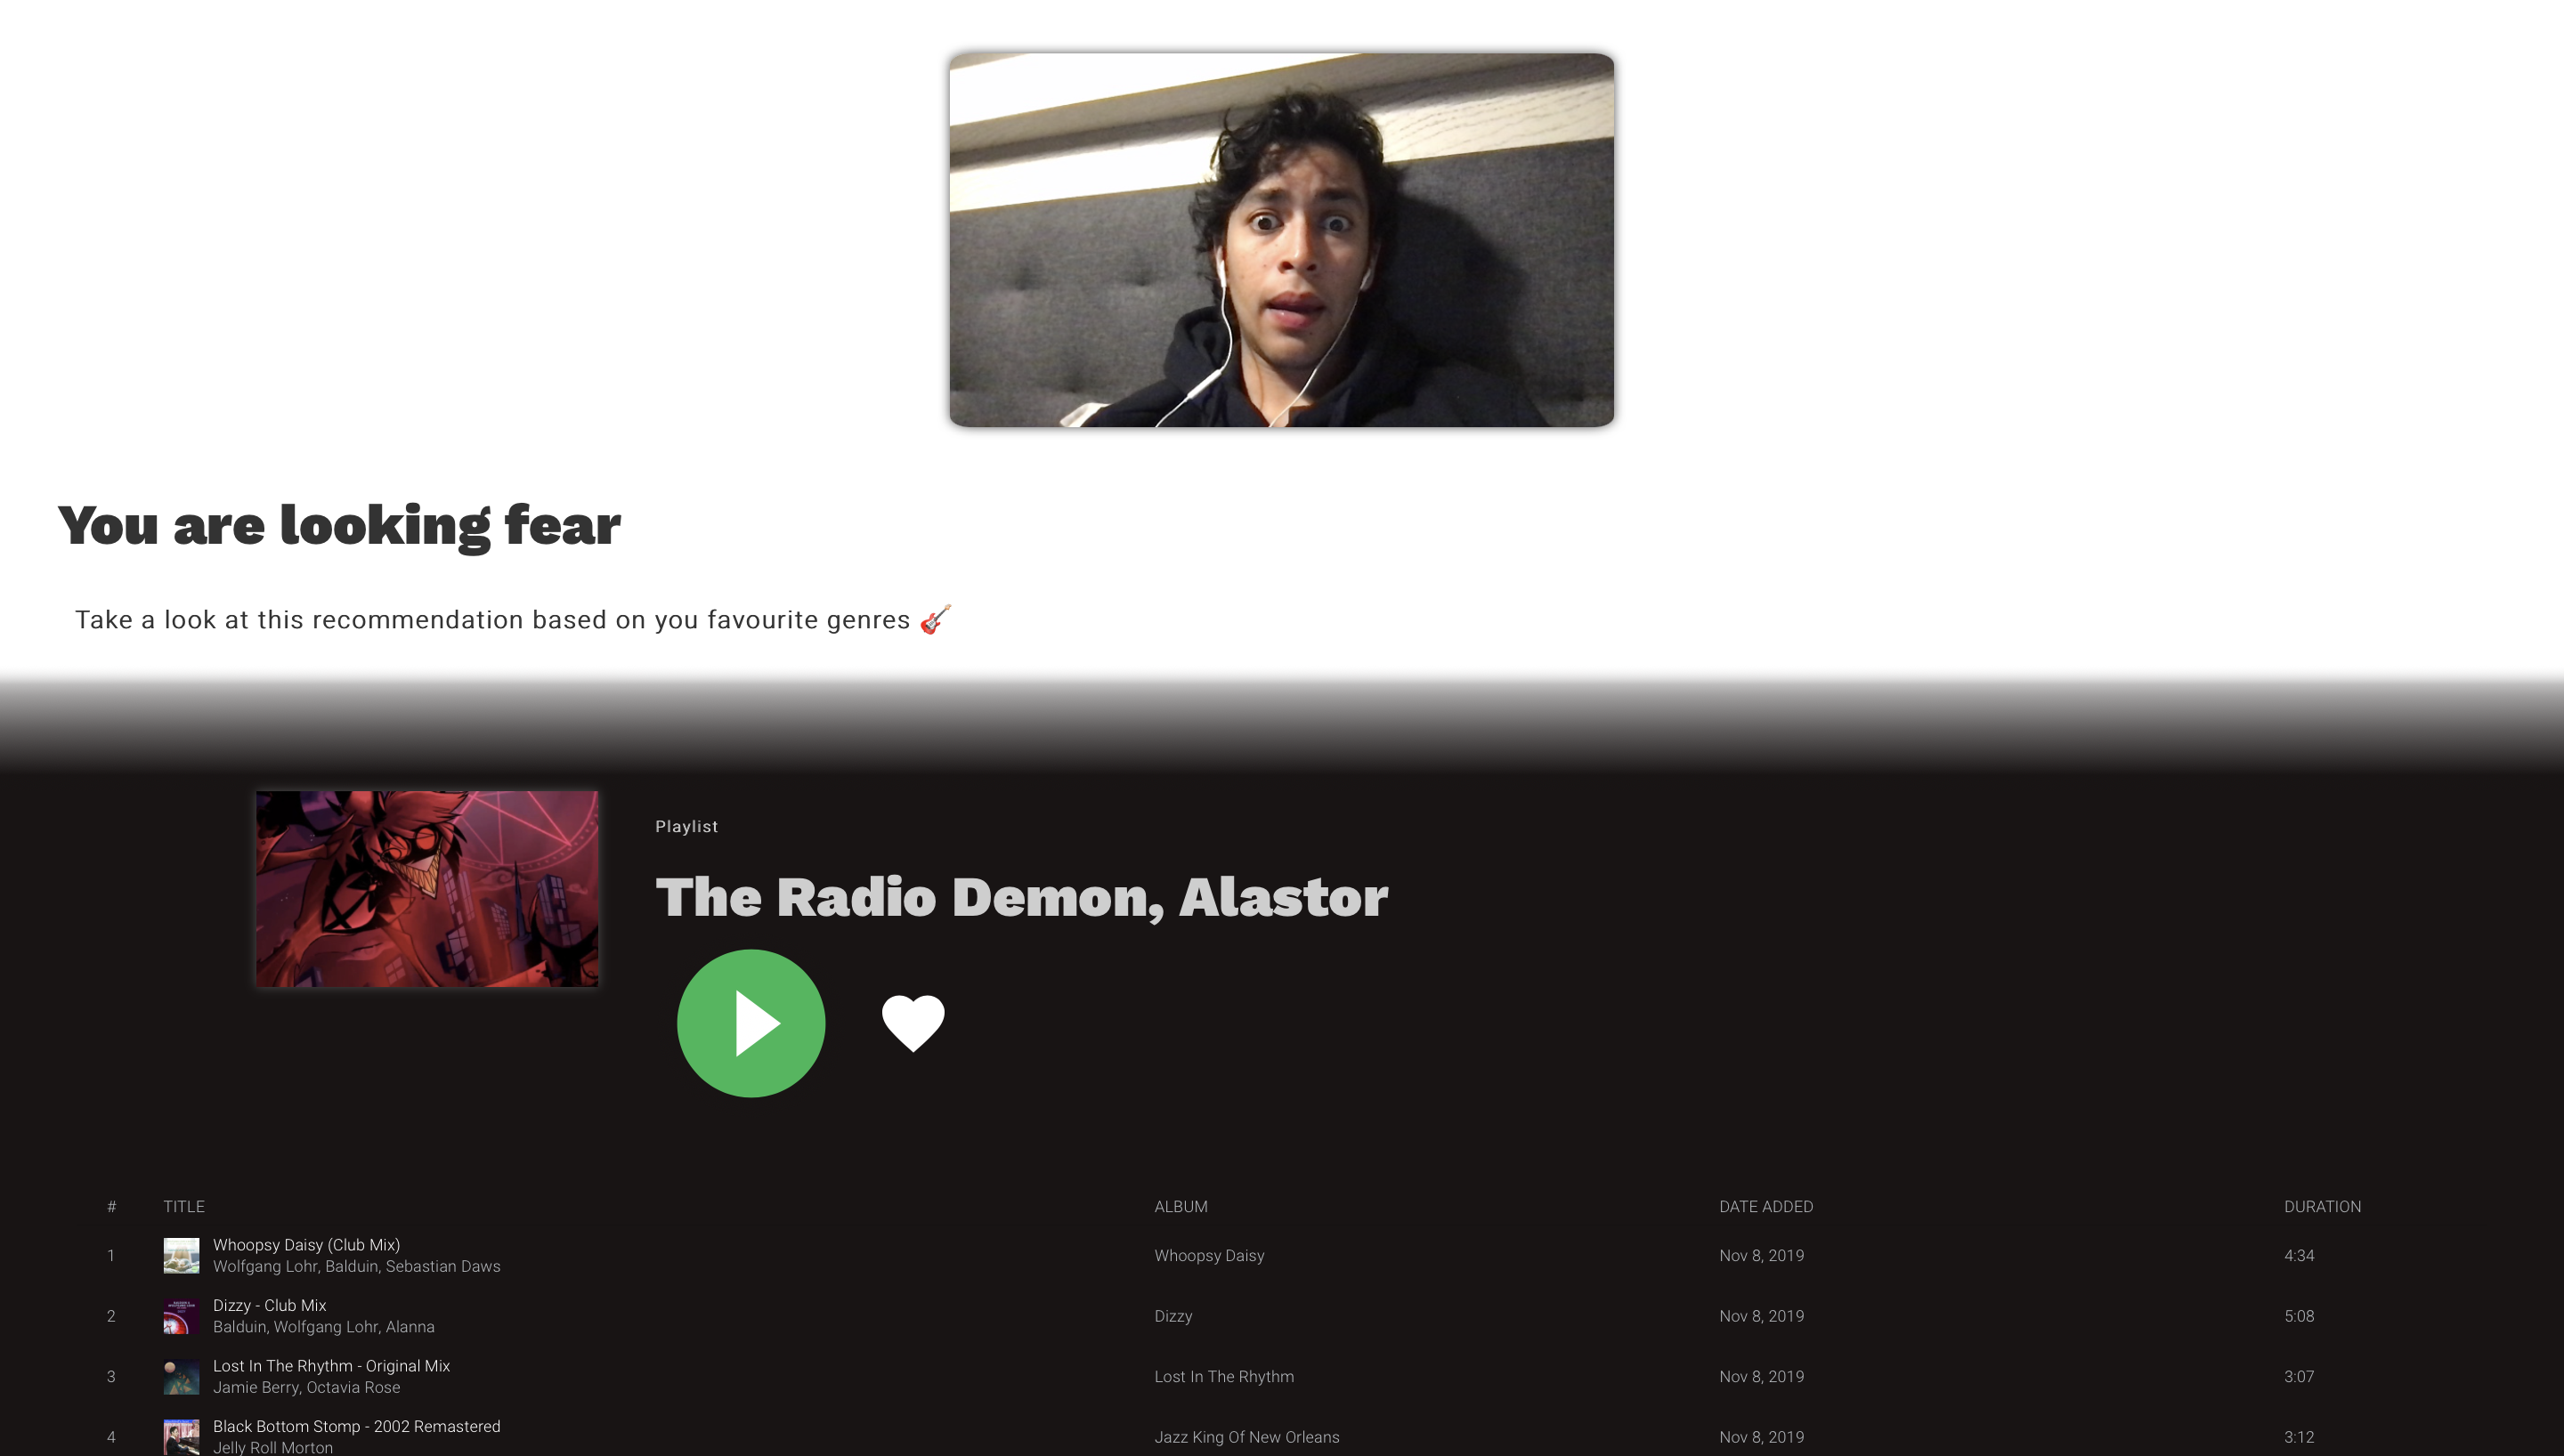 You are looking fear
Take a look at this recommendation based on you favourite genres 🎸
Playlist
The Radio Demon, Alastor
# TITLE ALBUM DATE ADDED DURATION
1 Whoopsy Daisy (Club Mix) Whoopsy Daisy Nov 8, 2019 4:34
Wolfgang Lohr, Balduin, Sebastian Daws
2 Dizzy - Club Mix Dizzy Nov 8, 2019 5:08
Balduin, Wolfgang Lohr, Alanna
3 Lost In The Rhythm - Original Mix Lost In The Rhythm Nov 8, 2019 3:07
Jamie Berry, Octavia Rose
4 Black Bottom Stomp - 2002 Remastered Jazz King Of New Orleans Nov 8, 2019 3:12
Jelly Roll Morton